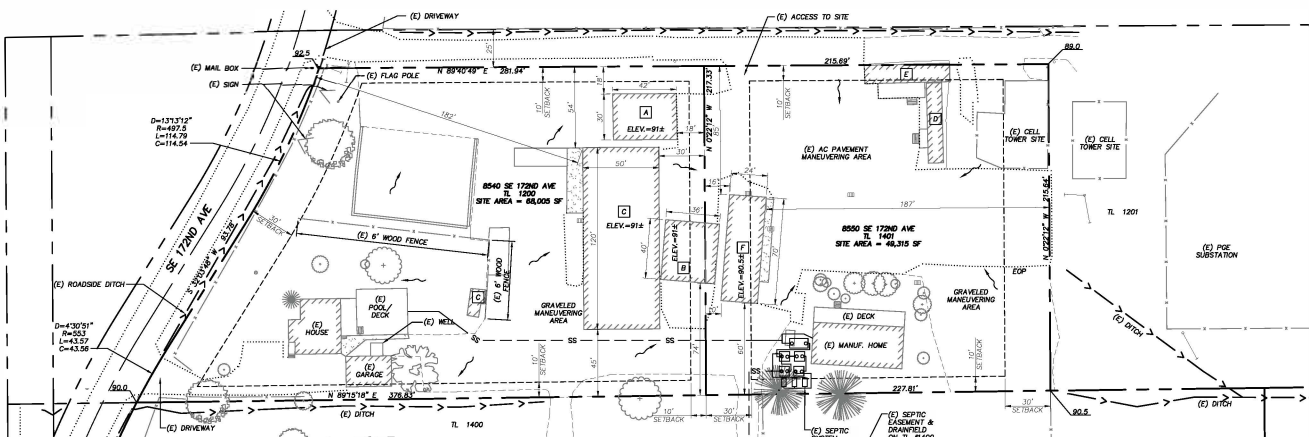 (E) DRIVEWAY
(E) ACCESS TO SITE
92.5
25'
89.0
(E) MAIL BOX
N 89°40'49" E 281.94'
215.69'
(E) SIGN
(E) FLAG POLE
18'
10'
SETBACK
54'
42'
30'
A
ELEV.=91±
18'
N 0°22'12" W 217.33'
85'
10'
SETBACK
E
D
182'
D=13°13'12"
R=497.5
L=114.79
C=114.54
(E) CELL
TOWER SITE
(E) CELL
TOWER SITE
(E) AC PAVEMENT
MANEUVERING AREA
50'
30'
8540 SE 172ND AVE
TL 1200
SITE AREA = 68,005 SF
16'
24'
C
ELEV.=91±
36'
187'
TL 1201
30'
SETBACK
SE 172ND AVE
S 30°03'48" W 93.78'
(E) 6' WOOD FENCE
120'
40'
ELEV.=91±
B
F
ELEV.=90.5±
70'
8550 SE 172ND AVE
TL 1401
SITE AREA = 49,315 SF
N 0°22'12" W 215.64'
(E) PGE
SUBSTATION
(E) 6' WOOD
FENCE
EOP
(E) ROADSIDE DITCH
C
(E)
POOL/
DECK
GRAVELED
MANEUVERING
AREA
GRAVELED
MANEUVERING
AREA
(E) DECK
(E)
HOUSE
(E) WELL
D=4°30'51"
R=553
L=43.57
C=43.56
SS
SS
SS
(E) DITCH
(E) MANUF. HOME
(E)
GARAGE
10'
SETBACK
45'
74'
60'
SS
10'
SETBACK
90.0
N 89°15'18" E 376.83'
227.81'
(E) DITCH
(E) DITCH
10'
SETBACK
30'
SETBACK
30'
SETBACK
90.5
(E) DRIVEWAY
TL 1400
(E) SEPTIC
(E) SEPTIC
EASEMENT &
DRAINFIELD